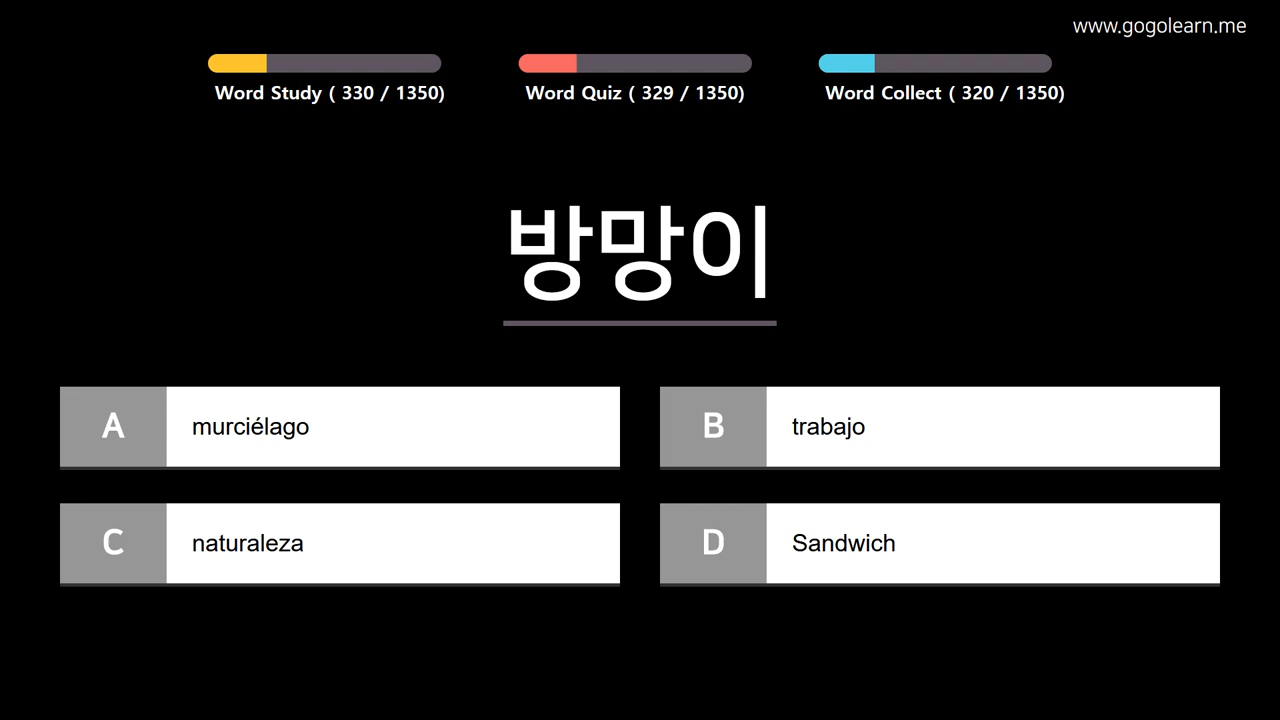 www.gogolearn.me
Word Study ( 330 / 1350)
Word Quiz ( 329 / 1350)
Word Collect ( 320 / 1350)
방망이
A murciélago
B trabajo
C naturaleza
D Sandwich